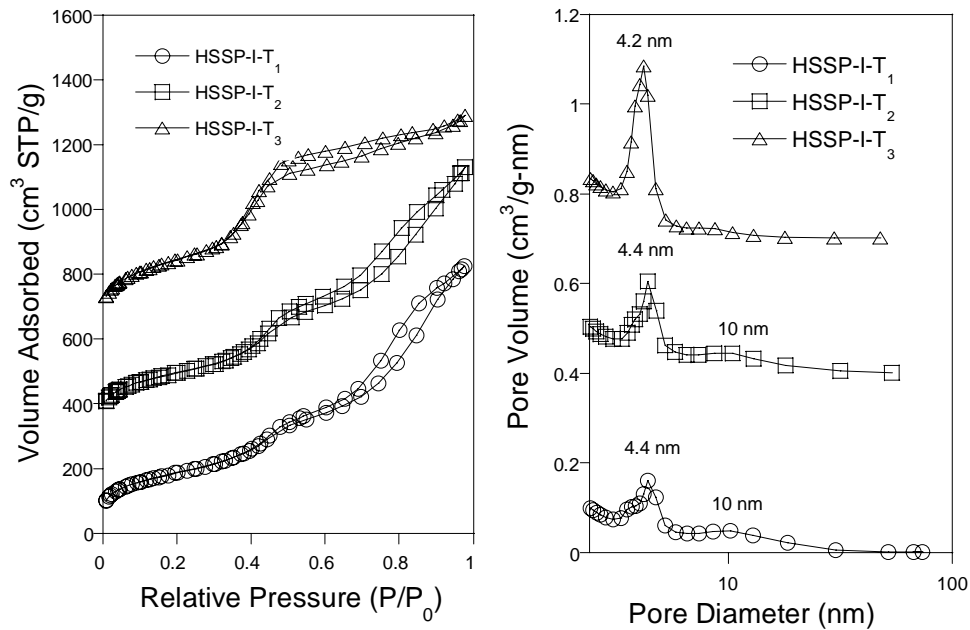 1600
1400
1200
1000
800
600
400
200
0
0
0.2
0.4
0.6
0.8
1
Volume Adsorbed (cm³ STP/g)
Relative Pressure (P/P₀)
HSSP-I-T₁
HSSP-I-T₂
HSSP-I-T₃
1.2
1
0.8
0.6
0.4
0.2
0
10
100
Pore Volume (cm³/g-nm)
Pore Diameter (nm)
4.2 nm
HSSP-I-T₁
HSSP-I-T₂
HSSP-I-T₃
4.4 nm
10 nm
4.4 nm
10 nm